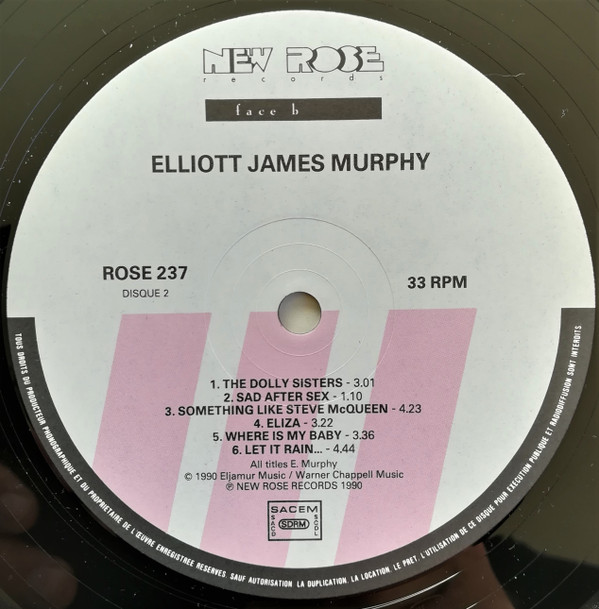 NEW ROSE
records
face b
ELLIOTT JAMES MURPHY
ROSE 237
DISQUE 2
33 RPM
1. THE DOLLY SISTERS - 3.01
2. SAD AFTER SEX - 1.10
3. SOMETHING LIKE STEVE McQUEEN - 4.23
4. ELIZA - 3.22
5. WHERE IS MY BABY - 3.36
6. LET IT RAIN... - 4.44
All titles E. Murphy
© 1990 Eljamur Music / Warner Chappell Music
℗ NEW ROSE RECORDS 1990
SACEM
SACD SDRM SCDL
TOUS DROITS DU PRODUCTEUR PHONOGRAPHIQUE ET DU PROPRIETAIRE DE L'ŒUVRE ENREGISTREE RESERVES. SAUF AUTORISATION. LA DUPLICATION. LA LOCATION. LE PRET. L'UTILISATION DE CE DISQUE POUR EXECUTION PUBLIQUE ET RADIODIFFUSION SONT INTERDITS